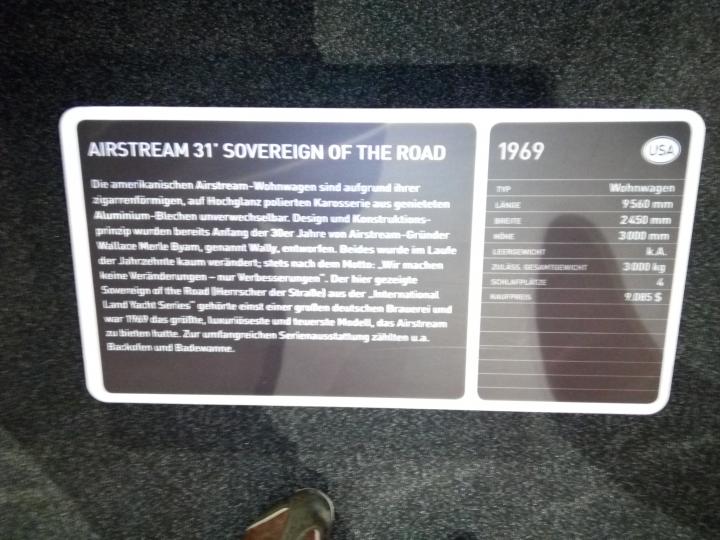 AIRSTREAM 31' SOVEREIGN OF THE ROAD
Die amerikanischen Airstream-Wohnwagen sind aufgrund ihrer
zigarrenförmigen, auf Hochglanz polierten Karosserie aus genieteten
Aluminium-Blechen unverwechselbar. Design und Konstruktions-
prinzip wurden bereits Anfang der 30er Jahre von Airstream-Gründer
Wallace Merle Byam, genannt Wally, entworfen. Beides wurde im Laufe
der Jahrzehnte kaum verändert; stets nach dem Motto: „Wir machen
keine Veränderungen – nur Verbesserungen". Der hier gezeigte
Sovereign of the Road (Herrscher der Straße) aus der „International
Land Yacht Series" gehörte einst einer großen deutschen Brauerei und
war 1969 das größte, luxuriöseste und teuerste Modell, das Airstream
zu bieten hatte. Zur umfangreichen Serienausstattung zählten u.a.
Backofen und Badewanne.
1969 USA
TYP Wohnwagen
LÄNGE 9560 mm
BREITE 2450 mm
HÖHE 3000 mm
LEERGEWICHT k.A.
ZULÄSS. GESAMTGEWICHT 3000 kg
SCHLAFPLÄTZE 4
KAUFPREIS 9.085 $